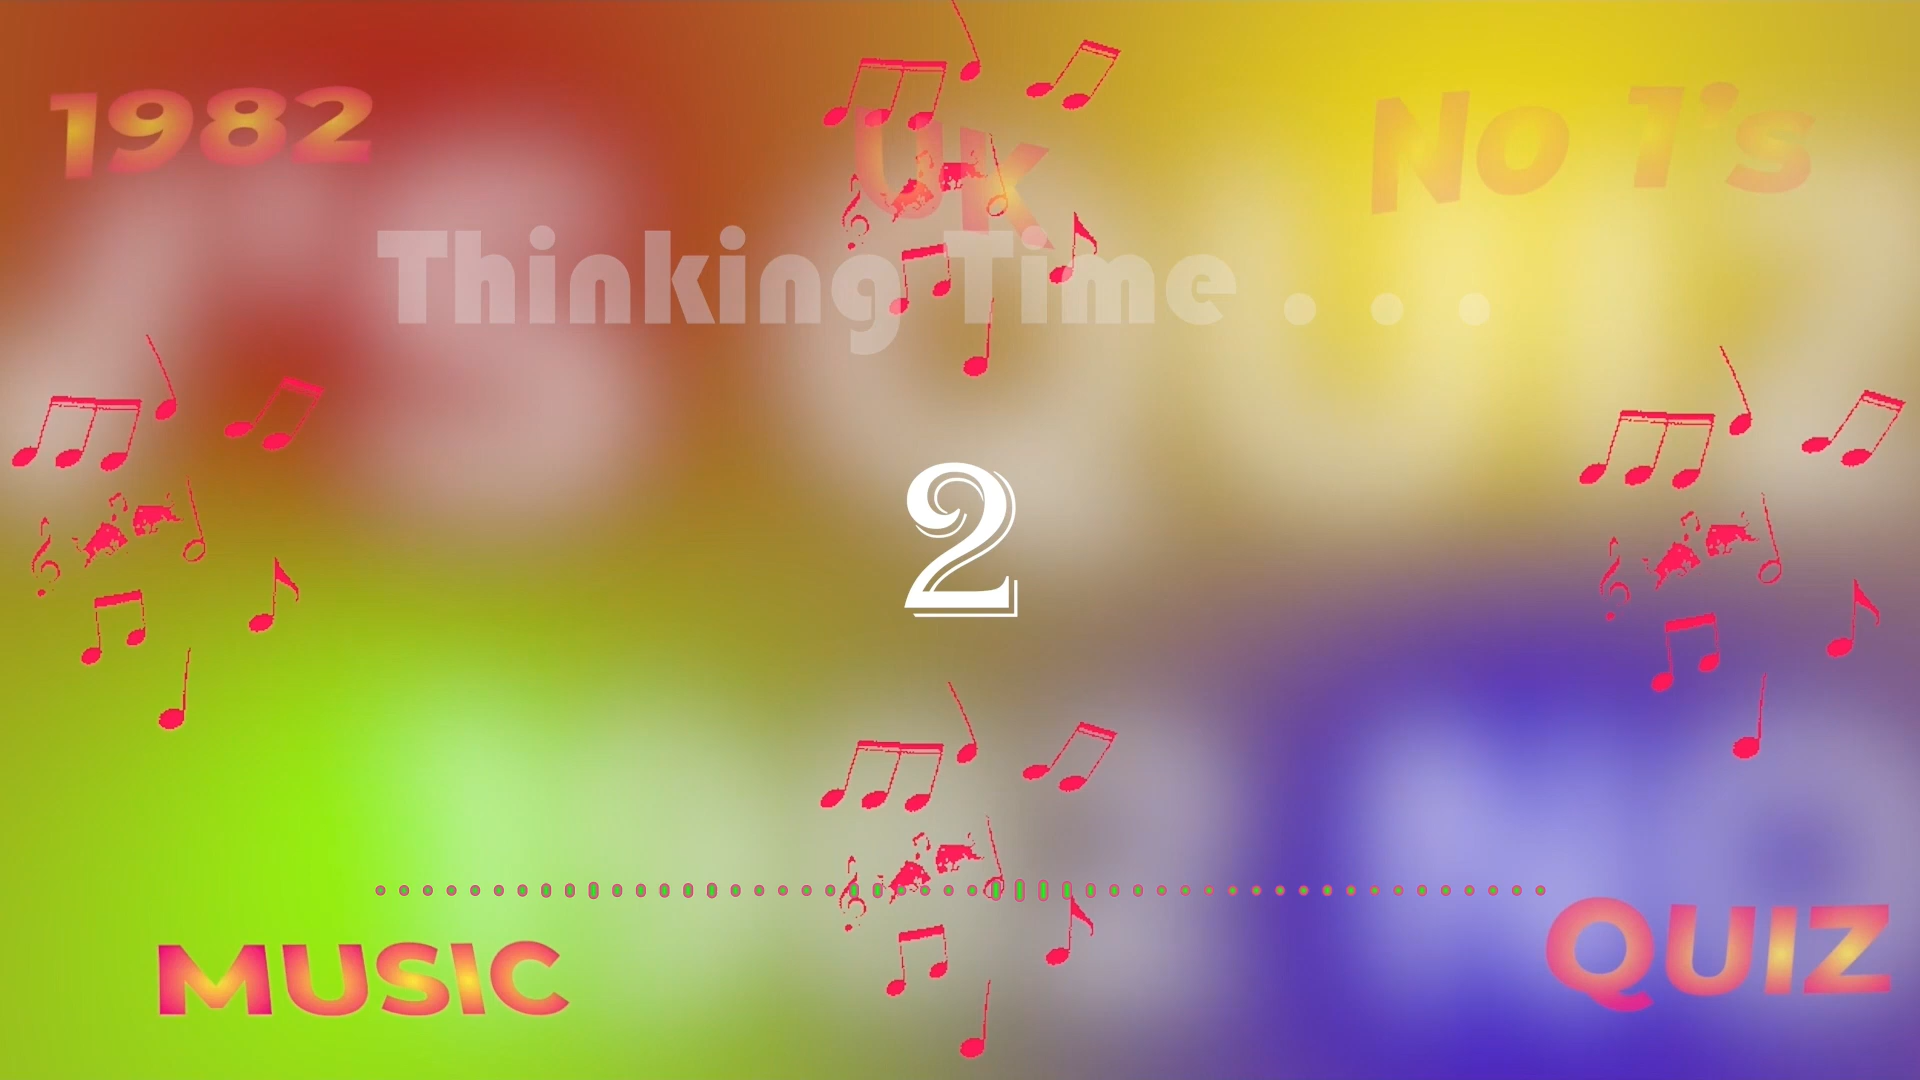 1982
UK
No 1's
Thinking Time . . .
2
MUSIC
QUIZ